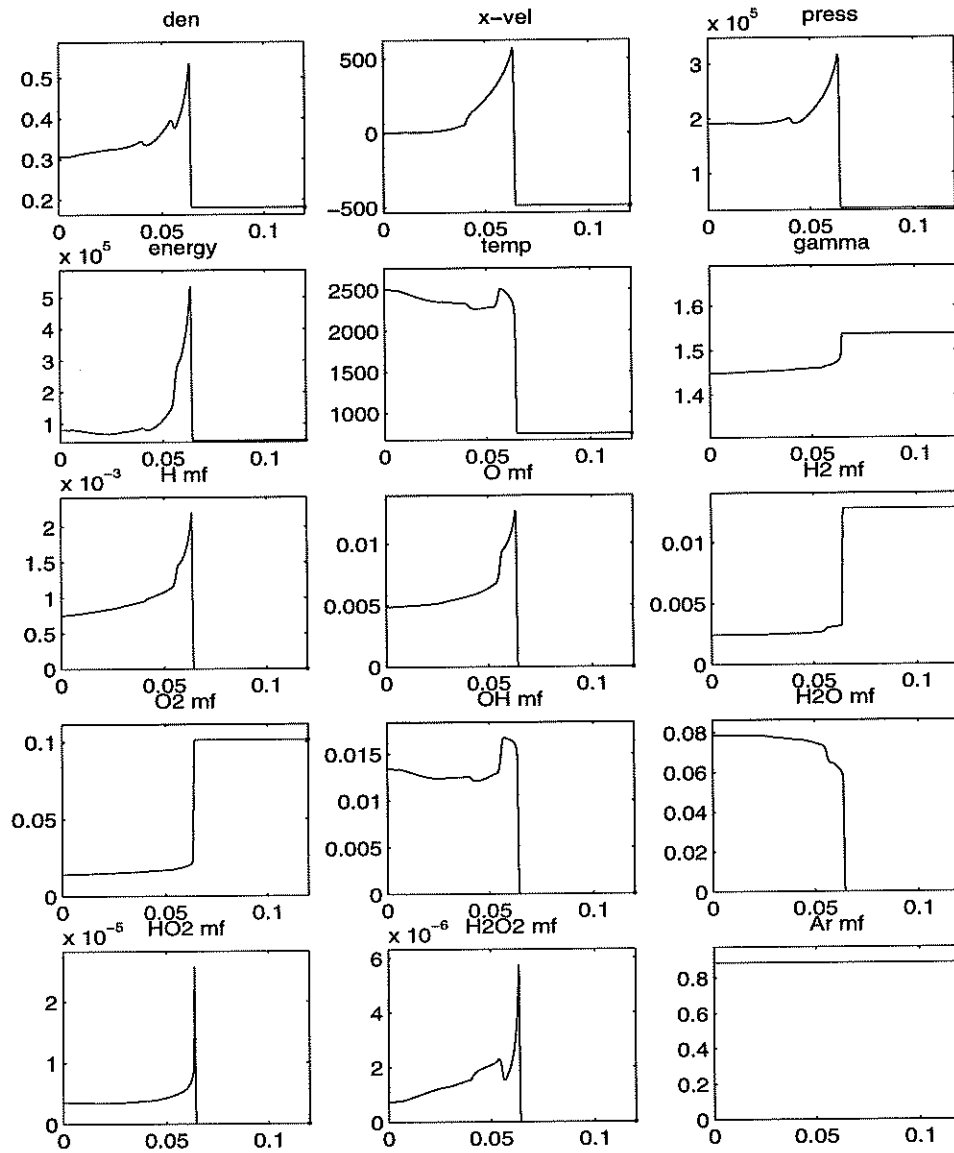 den x-vel x 10⁵ press
0.5 500 3
0.4
0.3 0 2
0.2 -500 1
0 0.05 0.1 0 0.05 0.1 0 0.05 0.1
x 10⁵ energy temp gamma
5 2500 1.6
4 2000
3 1500 1.5
2 1000 1.4
1
0 0.05 0.1 0 0.05 0.1 0 0.05 0.1
x 10⁻³ H mf O mf H2 mf
2 0.01 0.01
1.5
1 0.005 0.005
0.5
0 0 0
0 0.05 0.1 0 0.05 0.1 0 0.05 0.1
O2 mf OH mf H2O mf
0.1 0.015 0.08
0.06
0.05 0.01 0.04
0.005 0.02
0 0 0
0 0.05 0.1 0 0.05 0.1 0 0.05 0.1
x 10⁻⁵ HO2 mf x 10⁻⁶ H2O2 mf Ar mf
2 6 0.8
4 0.6
1 2 0.4
0.2
0 0 0
0 0.05 0.1 0 0.05 0.1 0 0.05 0.1